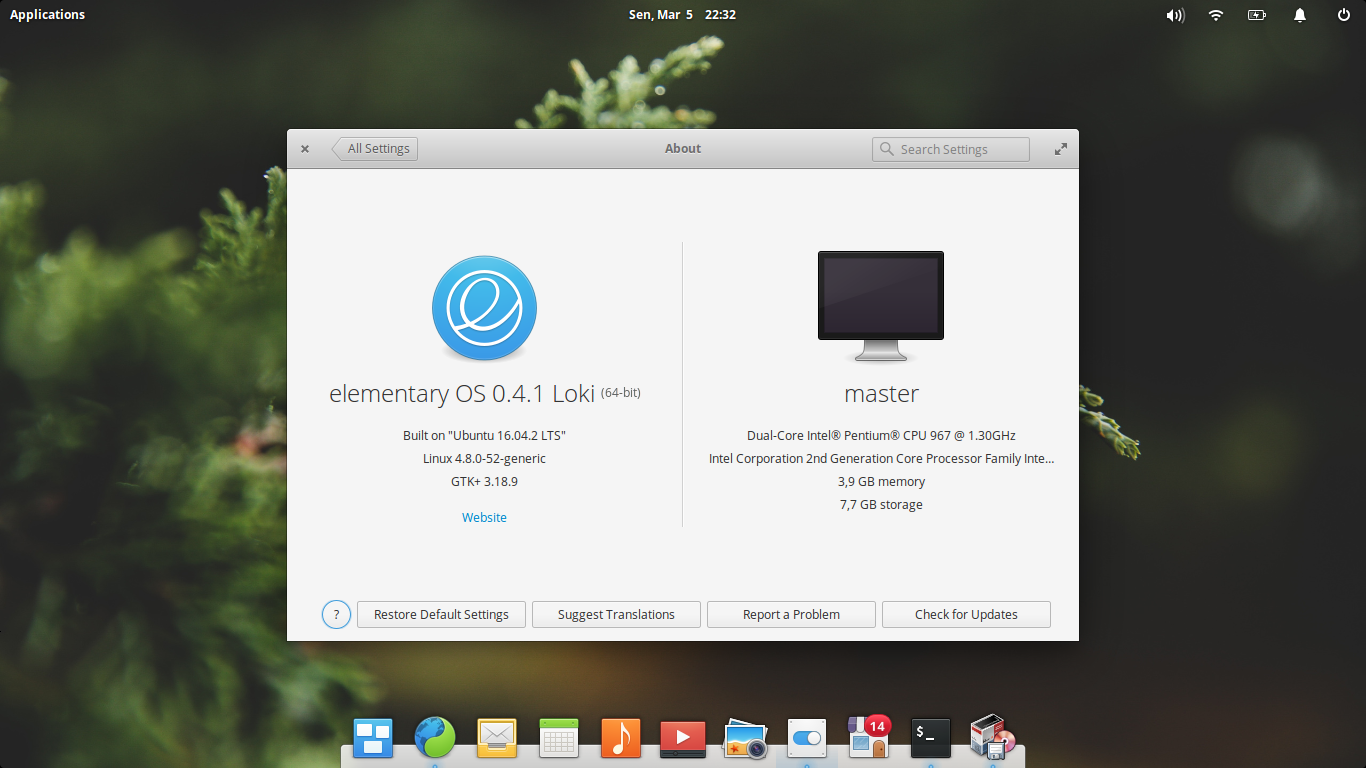 Applications
Sen, Mar 5 22:32
All Settings
About
Search Settings
elementary OS 0.4.1 Loki (64-bit)
Built on "Ubuntu 16.04.2 LTS"
Linux 4.8.0-52-generic
GTK+ 3.18.9
Website
master
Dual-Core Intel® Pentium® CPU 967 @ 1.30GHz
Intel Corporation 2nd Generation Core Processor Family Inte...
3,9 GB memory
7,7 GB storage
?
Restore Default Settings
Suggest Translations
Report a Problem
Check for Updates
14
$_